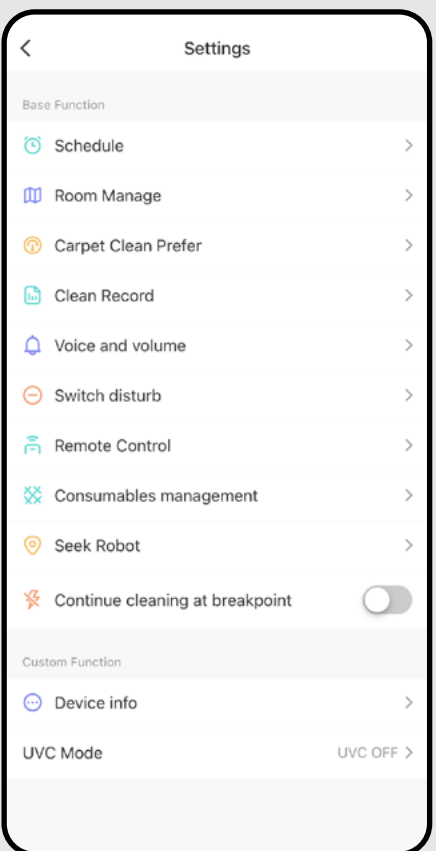 Settings
Base Function
Schedule
Room Manage
Carpet Clean Prefer
Clean Record
Voice and volume
Switch disturb
Remote Control
Consumables management
Seek Robot
Continue cleaning at breakpoint
Custom Function
Device info
UVC Mode UVC OFF